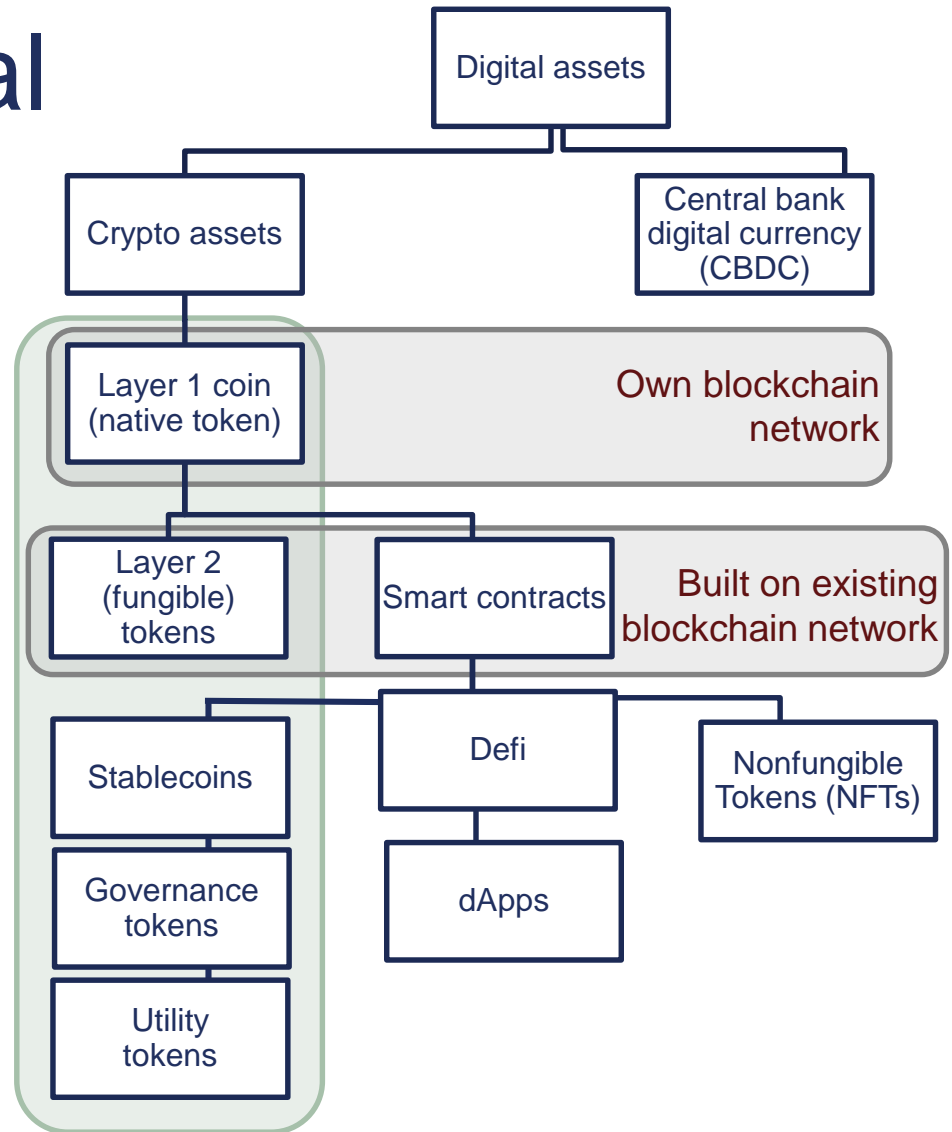 al
Digital assets
Crypto assets
Central bank
digital currency
(CBDC)
Layer 1 coin
(native token)
Own blockchain
network
Layer 2
(fungible)
tokens
Smart contracts
Built on existing
blockchain network
Stablecoins
Defi
Nonfungible
Tokens (NFTs)
Governance
tokens
dApps
Utility
tokens